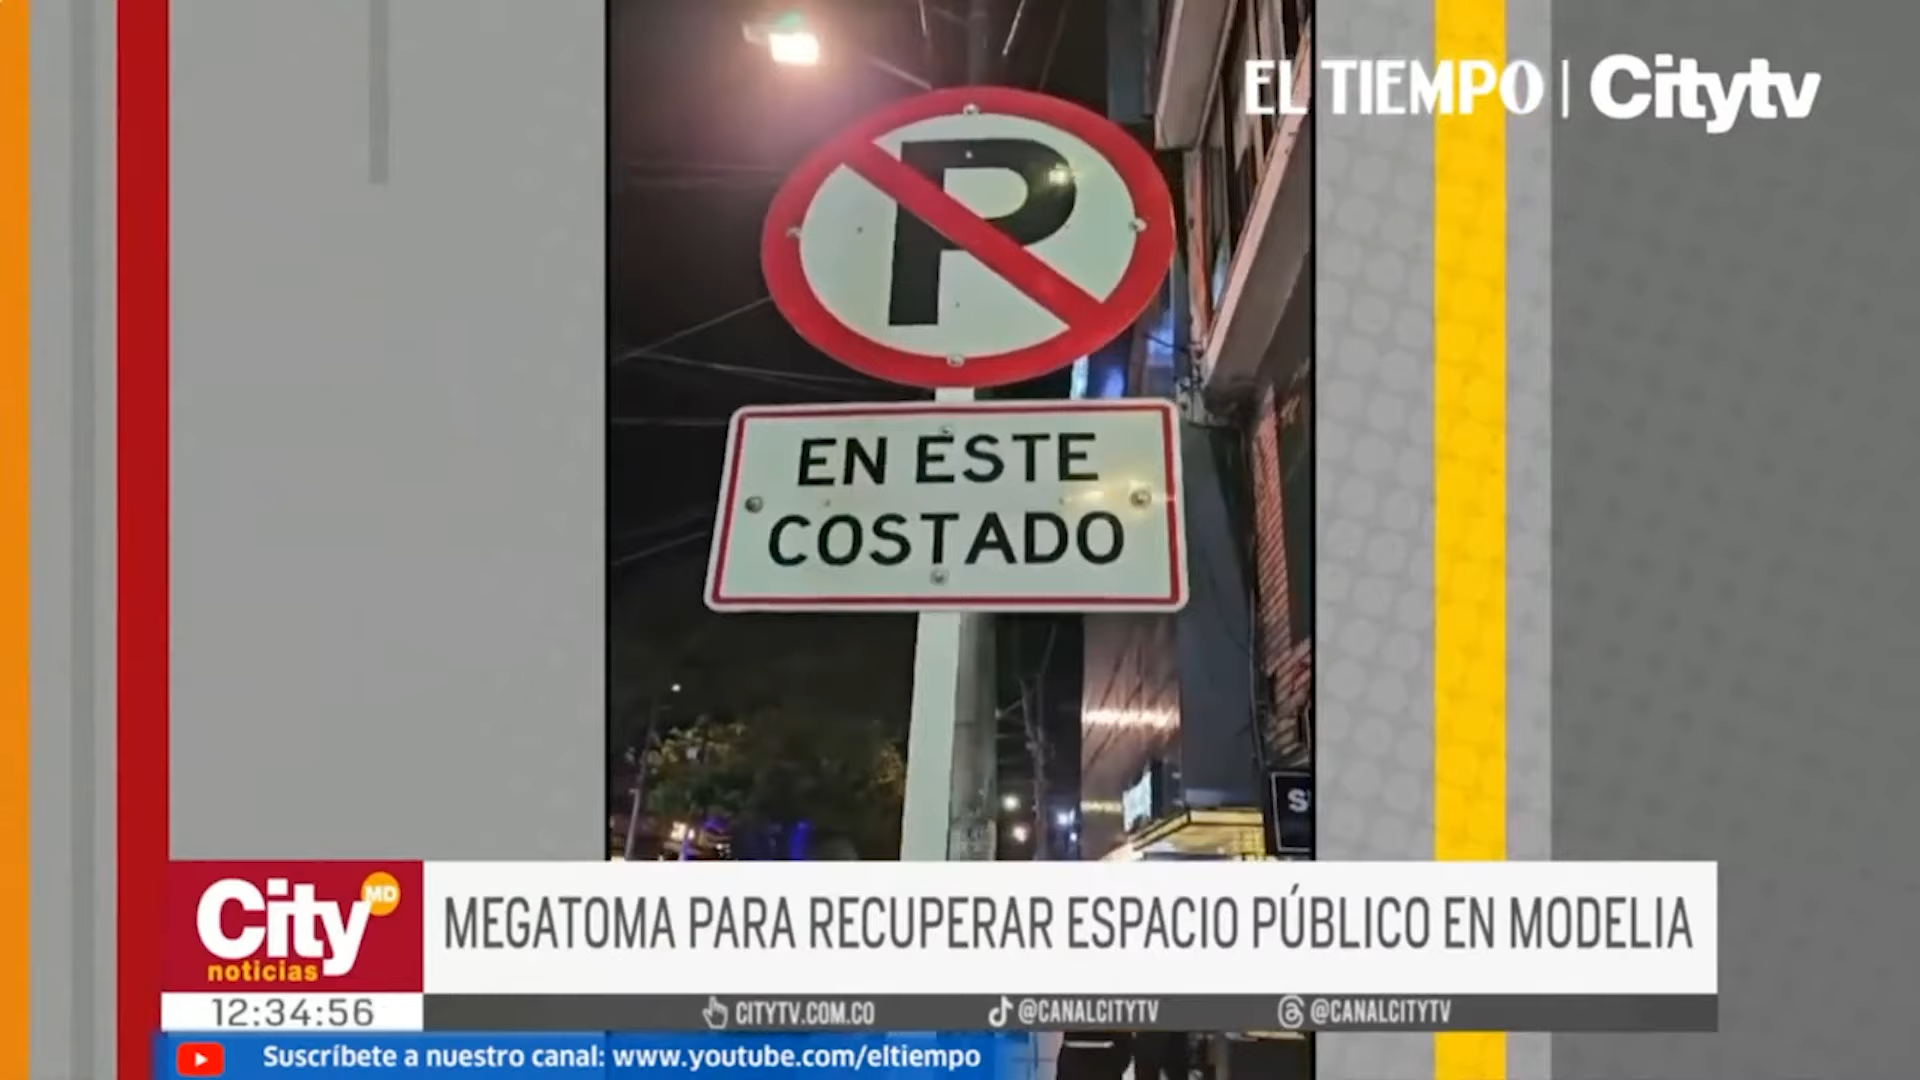 EL TIEMPO | Citytv
P
EN ESTE
COSTADO
S
City MD
noticias
MEGATOMA PARA RECUPERAR ESPACIO PÚBLICO EN MODELIA
12:34:56
CITYTV.COM.CO @CANALCITYTV @CANALCITYTV
Suscríbete a nuestro canal: www.youtube.com/eltiempo